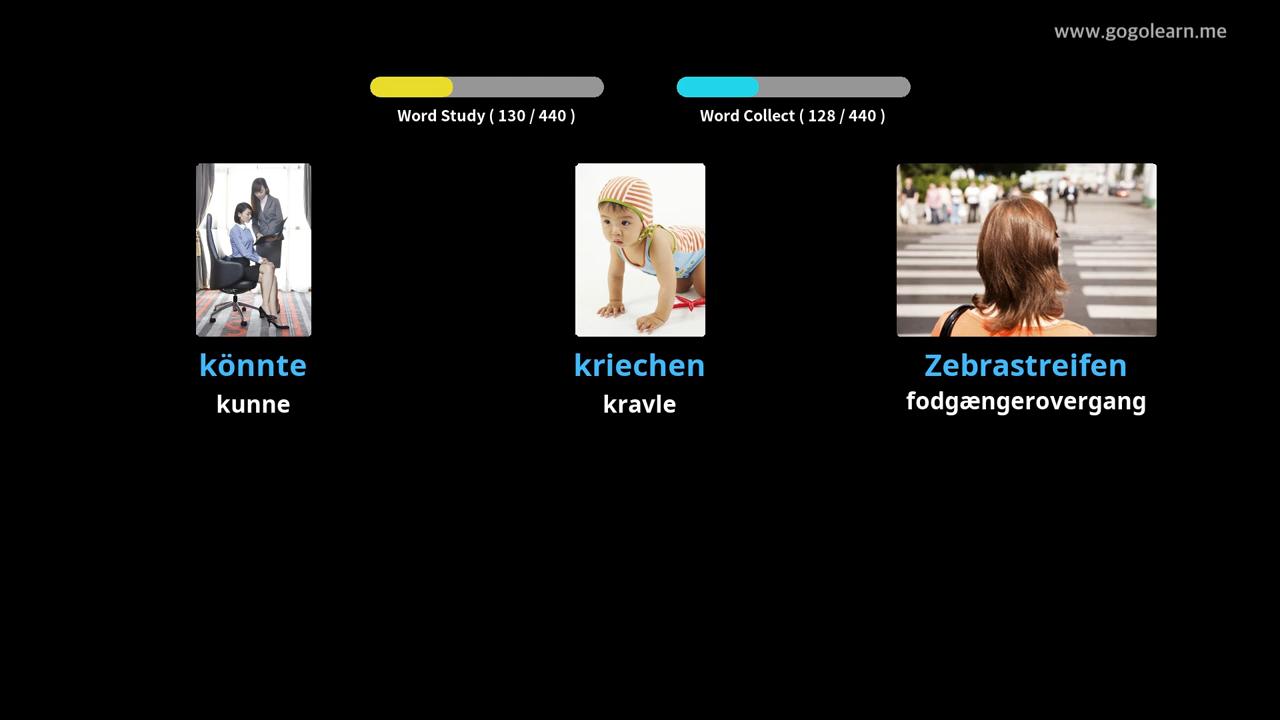 www.gogolearn.me
Word Study ( 130 / 440 )
Word Collect ( 128 / 440 )
könnte
kriechen
Zebrastreifen
kunne
kravle
fodgængerovergang